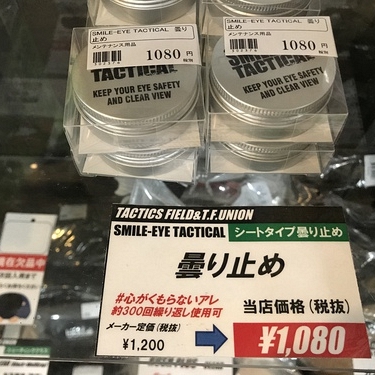 SMILE-EYE TACTICAL 曇り
止め
メンテナンス用品
1080 円
税別
SMILE-EYE TACTICAL 曇り
止め
メンテナンス用品
1080 円
税別
TACTICAL
KEEP YOUR EYE SAFETY
AND CLEAR VIEW
TACTICAL
KEEP YOUR EYE SAFETY
AND CLEAR VIEW
TACTICS FIELD&T.F.UNION
SMILE-EYE TACTICAL シートタイプ曇り止め
曇り止め
#心がくもらないアレ
約300回繰り返し使用可
メーカー定価(税抜)
¥1,200
当店価格(税抜)
¥1,080